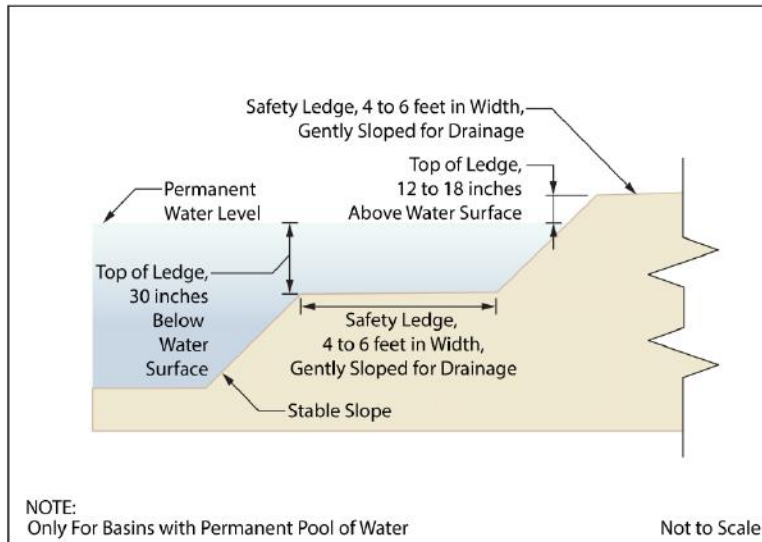 Safety Ledge, 4 to 6 feet in Width,
Gently Sloped for Drainage
Top of Ledge,
12 to 18 inches
Above Water Surface
Permanent
Water Level
Top of Ledge,
30 inches
Below
Water
Surface
Safety Ledge,
4 to 6 feet in Width,
Gently Sloped for Drainage
Stable Slope
NOTE:
Only For Basins with Permanent Pool of Water
Not to Scale